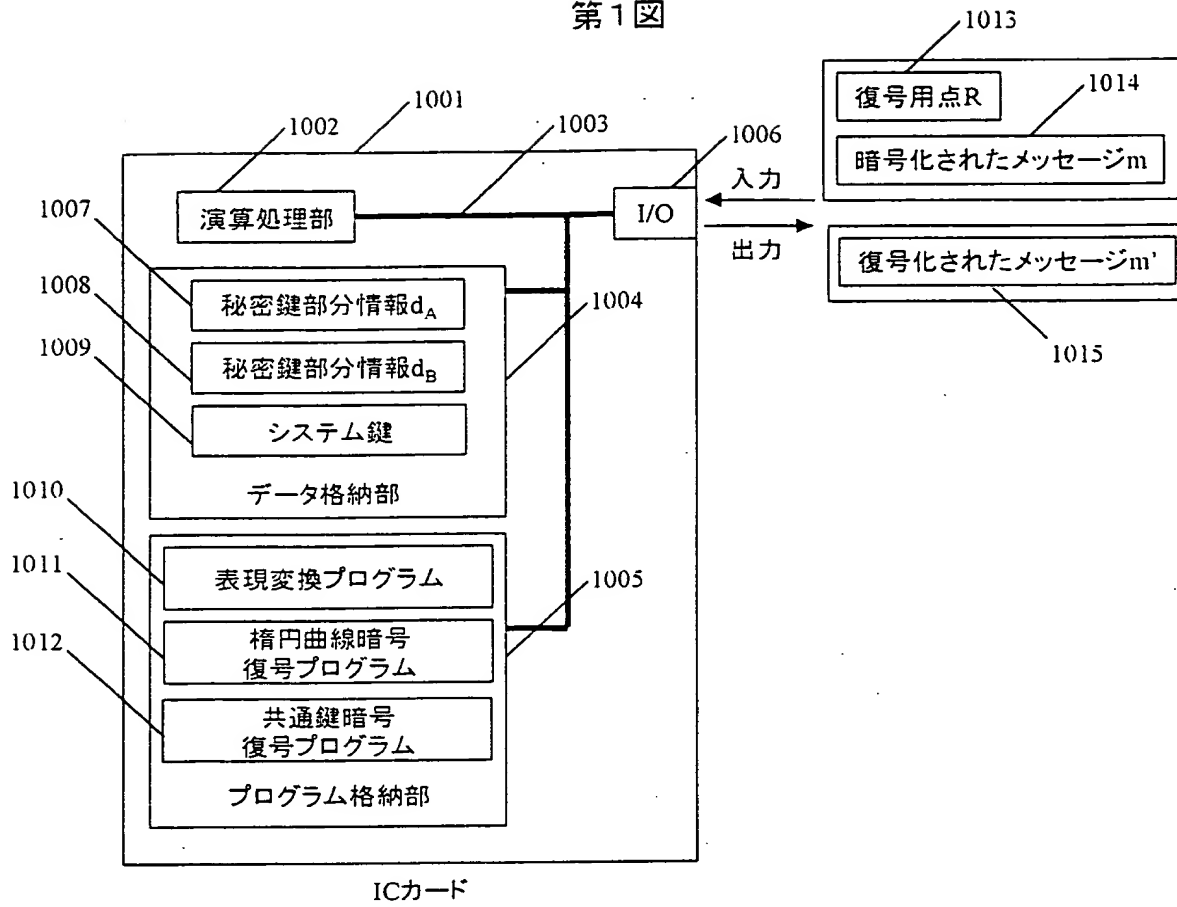 第1図
1013
復号用点R
1014
暗号化されたメッセージm
1001
1002
1003
1006
入力
出力
I/O
演算処理部
復号化されたメッセージm'
1015
1007
秘密鍵部分情報dA
1004
1008
秘密鍵部分情報dB
1009
システム鍵
データ格納部
1010
表現変換プログラム
1005
1011
楕円曲線暗号
復号プログラム
1012
共通鍵暗号
復号プログラム
プログラム格納部
ICカード